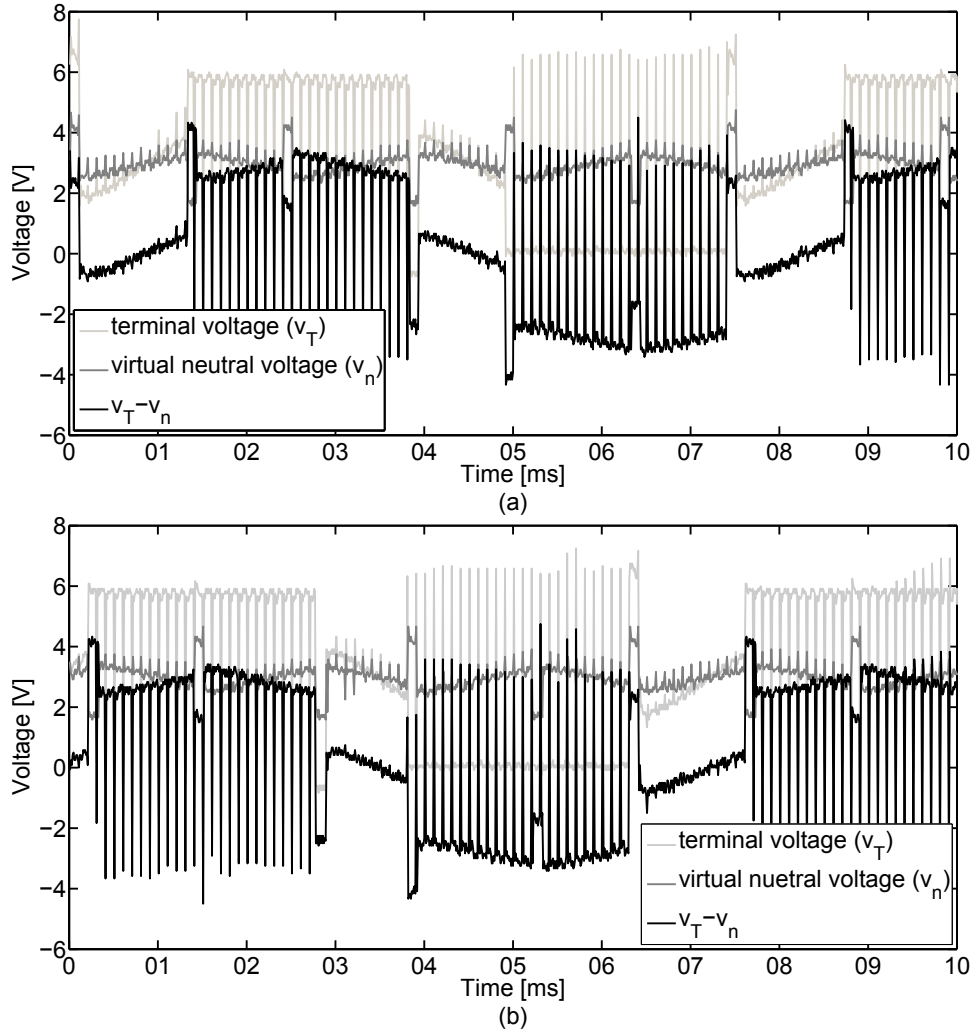 8
6
4
2
0
−2
−4
−6
Voltage [V]
terminal voltage (v_T)
virtual neutral voltage (v_n)
v_T−v_n
0 01 02 03 04 05 06 07 08 09 10
Time [ms]
(a)
8
6
4
2
0
−2
−4
−6
Voltage [V]
terminal voltage (v_T)
virtual nuetral voltage (v_n)
v_T−v_n
0 01 02 03 04 05 06 07 08 09 10
Time [ms]
(b)